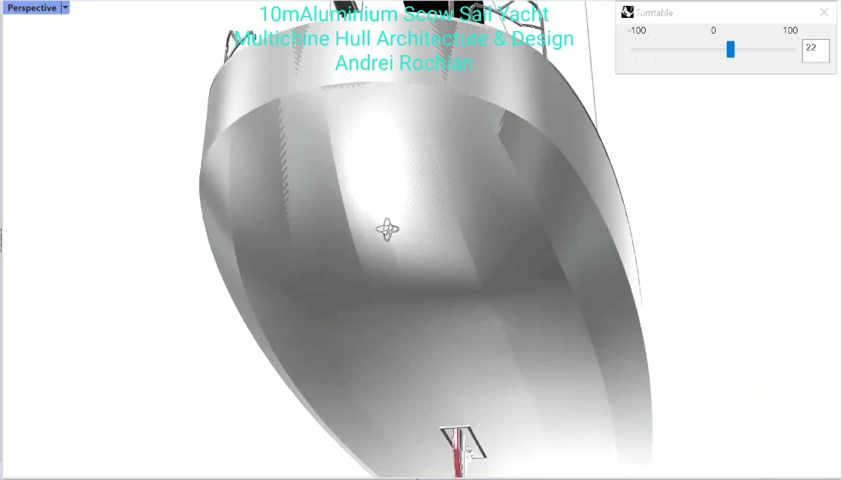 Perspective
10mAluminium Scow Sail Yacht
Multichine Hull Architecture & Design
Andrei Rochian
Turntable
-100 0 100
22